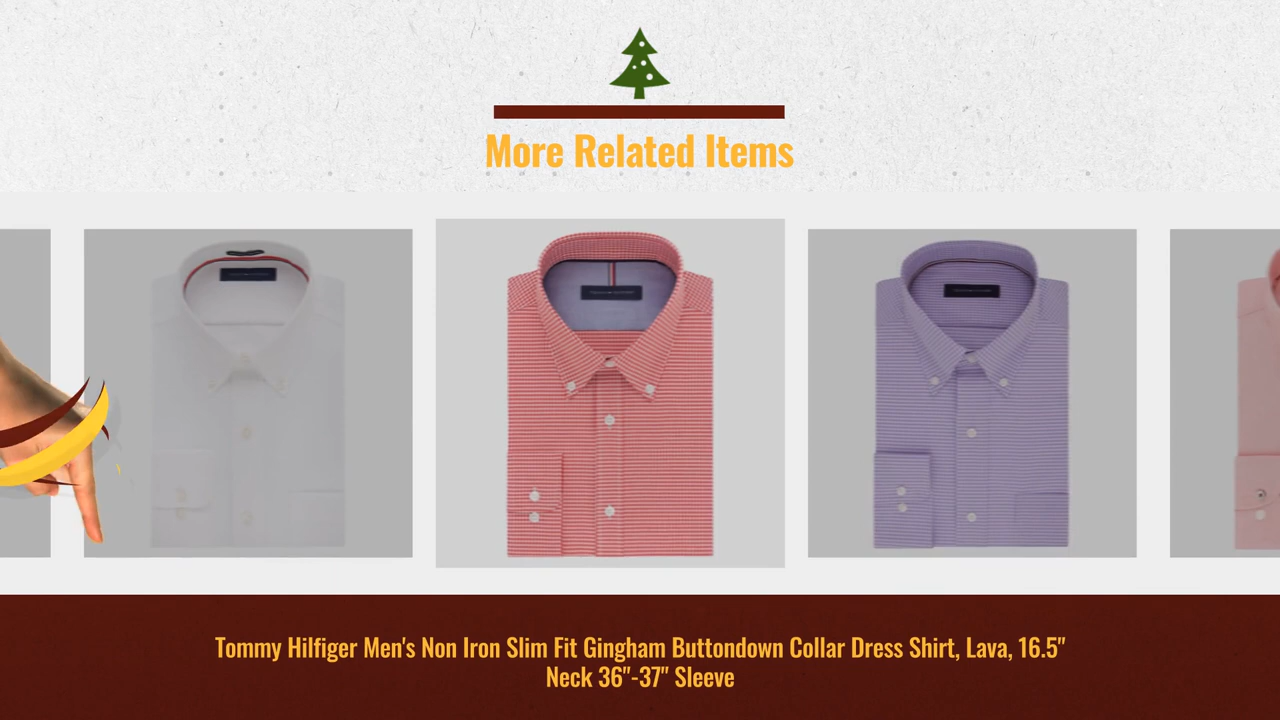 More Related Items
Tommy Hilfiger Men's Non Iron Slim Fit Gingham Buttondown Collar Dress Shirt, Lava, 16.5"
Neck 36"-37" Sleeve